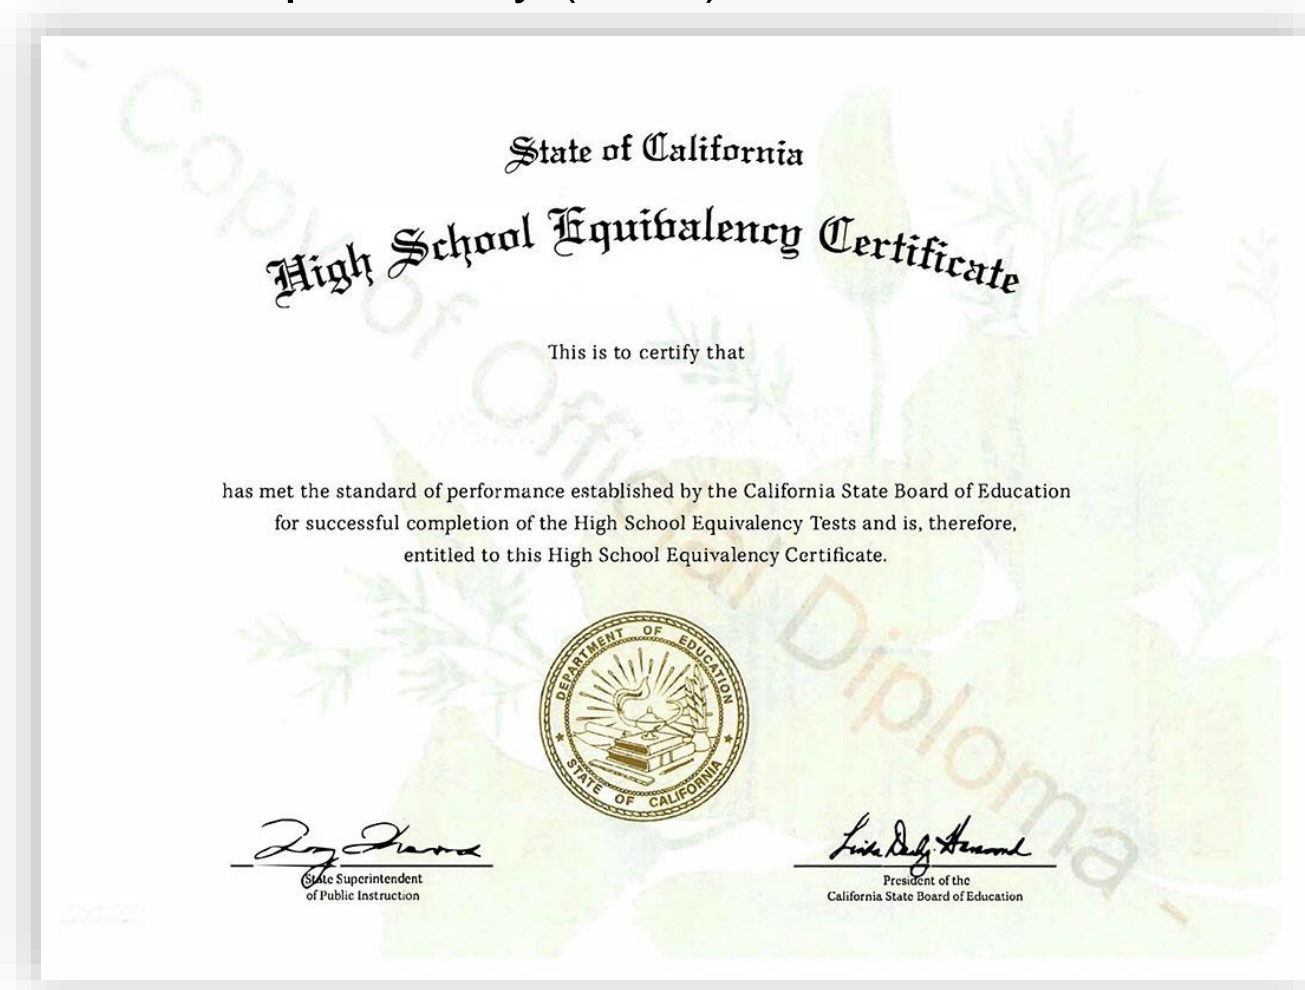 State of California
High School Equivalency Certificate
This is to certify that
has met the standard of performance established by the California State Board of Education
for successful completion of the High School Equivalency Tests and is, therefore,
entitled to this High School Equivalency Certificate.
DEPARTMENT OF EDUCATION
STATE OF CALIFORNIA
State Superintendent
of Public Instruction
President of the
California State Board of Education
- Copy of Official Diploma -